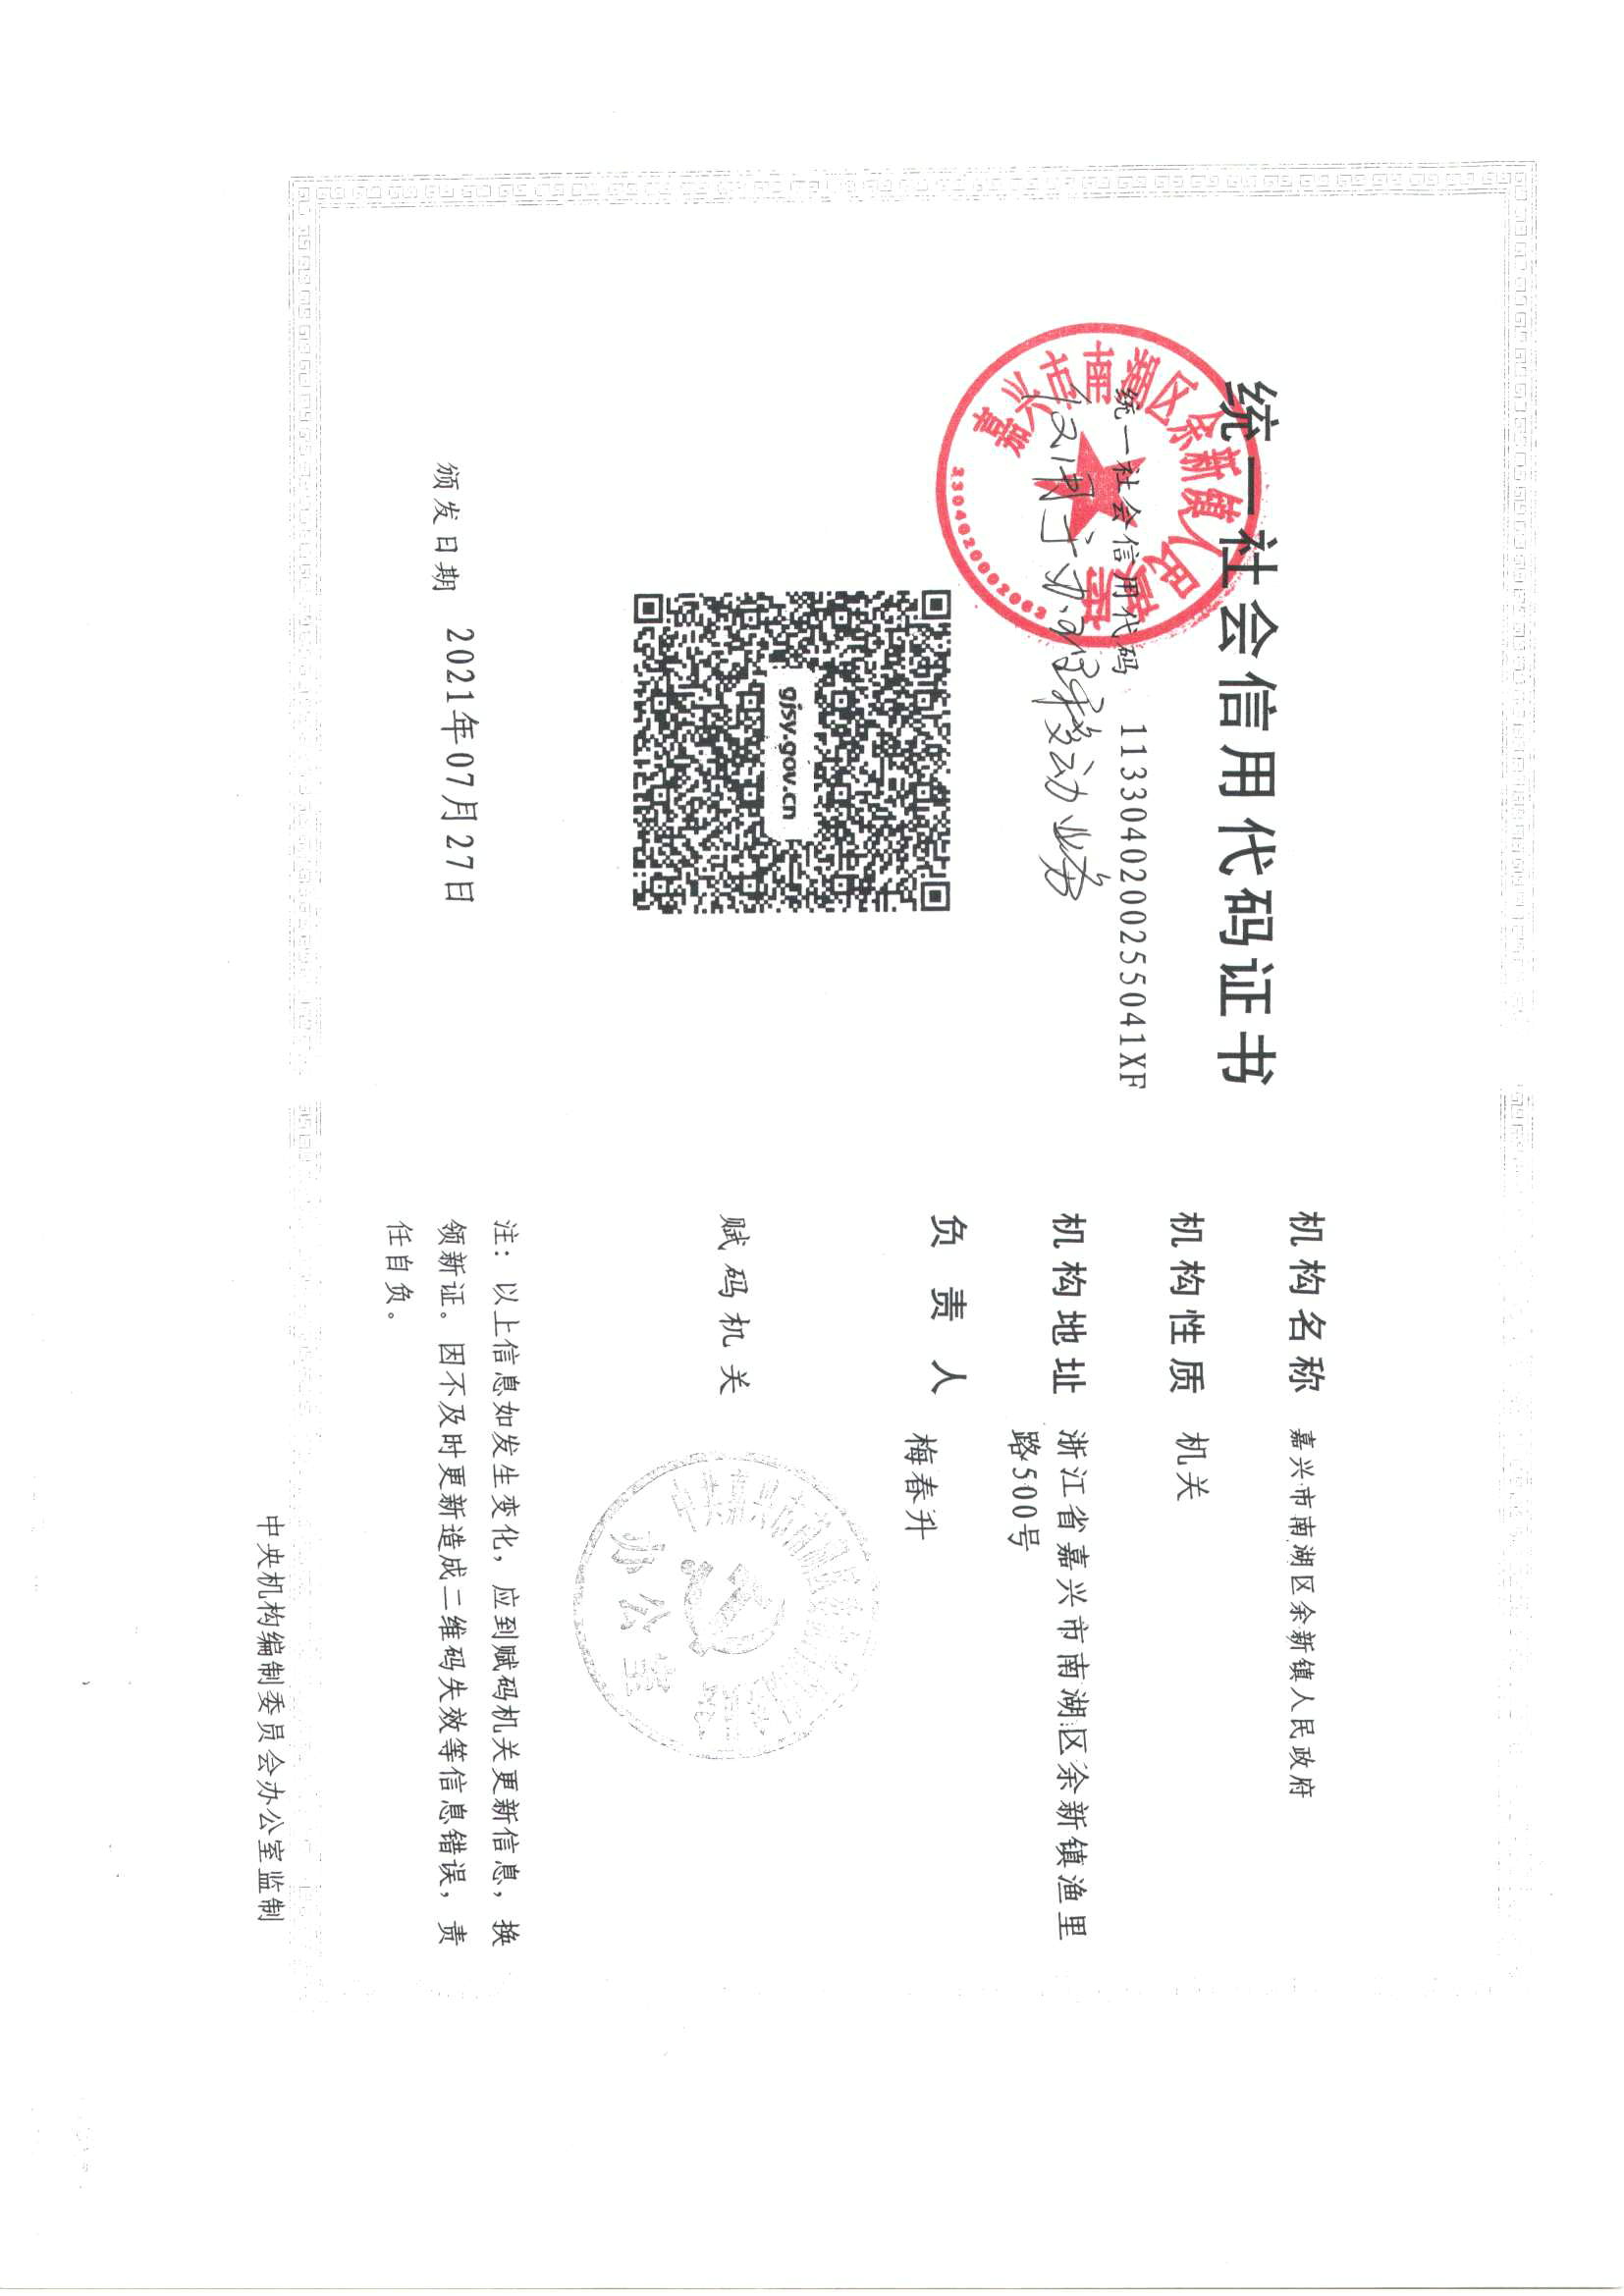 统一社会信用代码证书
嘉兴市南湖区余新镇人民政府
统一社会信用代码 1133040200255041XF
仅用于办理移动业务
3304020002063
gjsy.gov.cn
颁发日期 2021年07月27日
机构名称 嘉兴市南湖区余新镇人民政府
机构性质 机关
机构地址 浙江省嘉兴市南湖区余新镇渔里
路500号
负责人 梅春升
赋码机关
办公室
注：以上信息如发生变化，应到赋码机关更新信息，换
领新证。因不及时更新造成二维码失效等信息错误，责
任自负。
中央机构编制委员会办公室监制